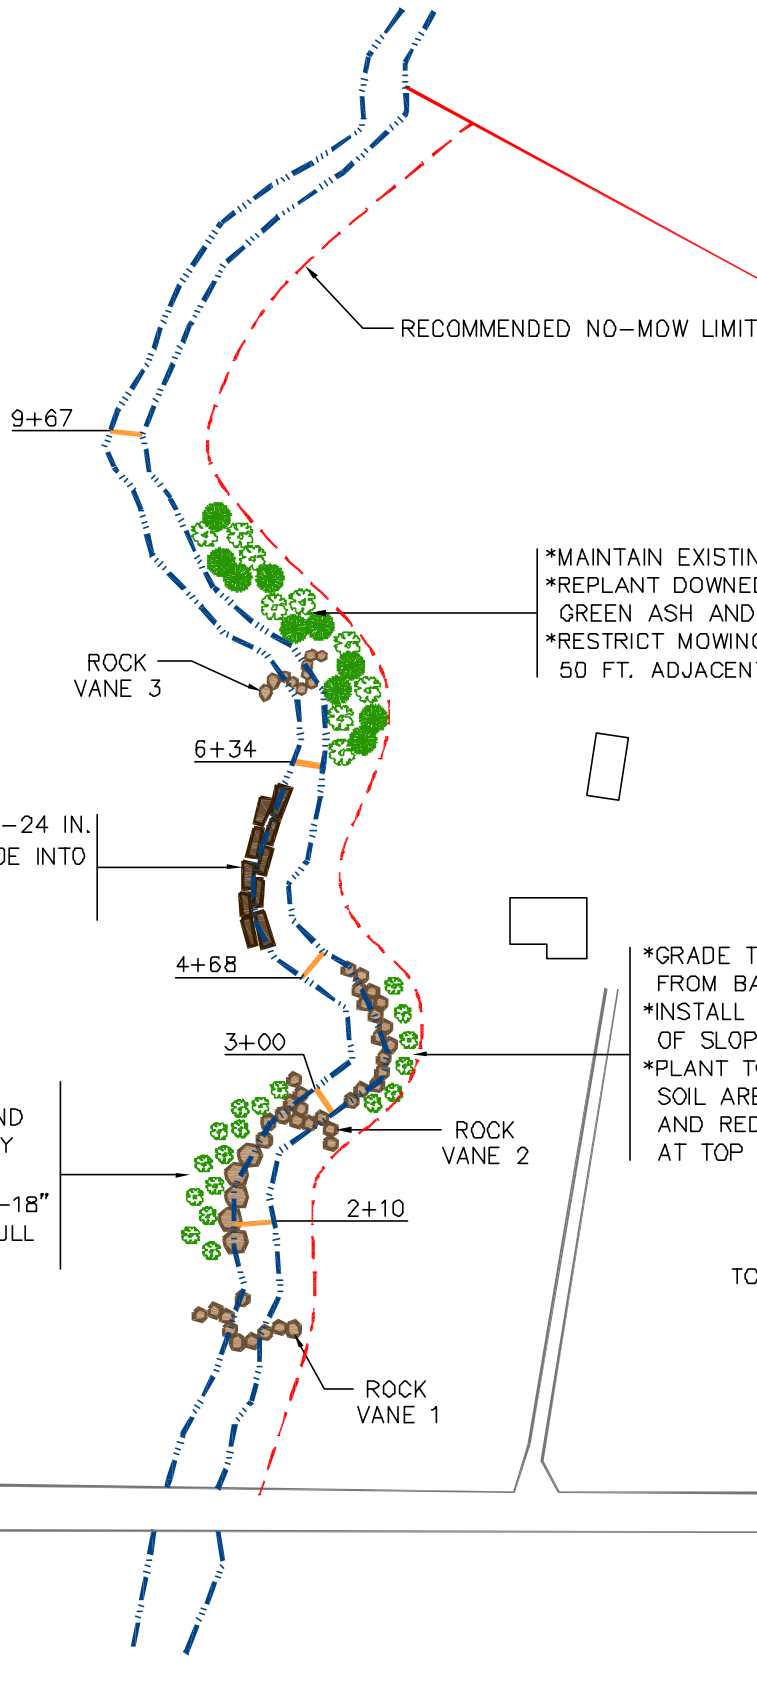 RECOMMENDED NO-MOW LIMIT
9+67
*MAINTAIN EXISTIN
*REPLANT DOWNED
GREEN ASH AND
*RESTRICT MOWING
50 FT. ADJACENT
ROCK
VANE 3
6+34
-24 IN.
DE INTO
4+68
*GRADE T
FROM BA
*INSTALL
OF SLOP
*PLANT TO
SOIL ARE
AND RED
AT TOP
3+00
ND
Y
-18"
ULL
ROCK
VANE 2
2+10
TO
ROCK
VANE 1